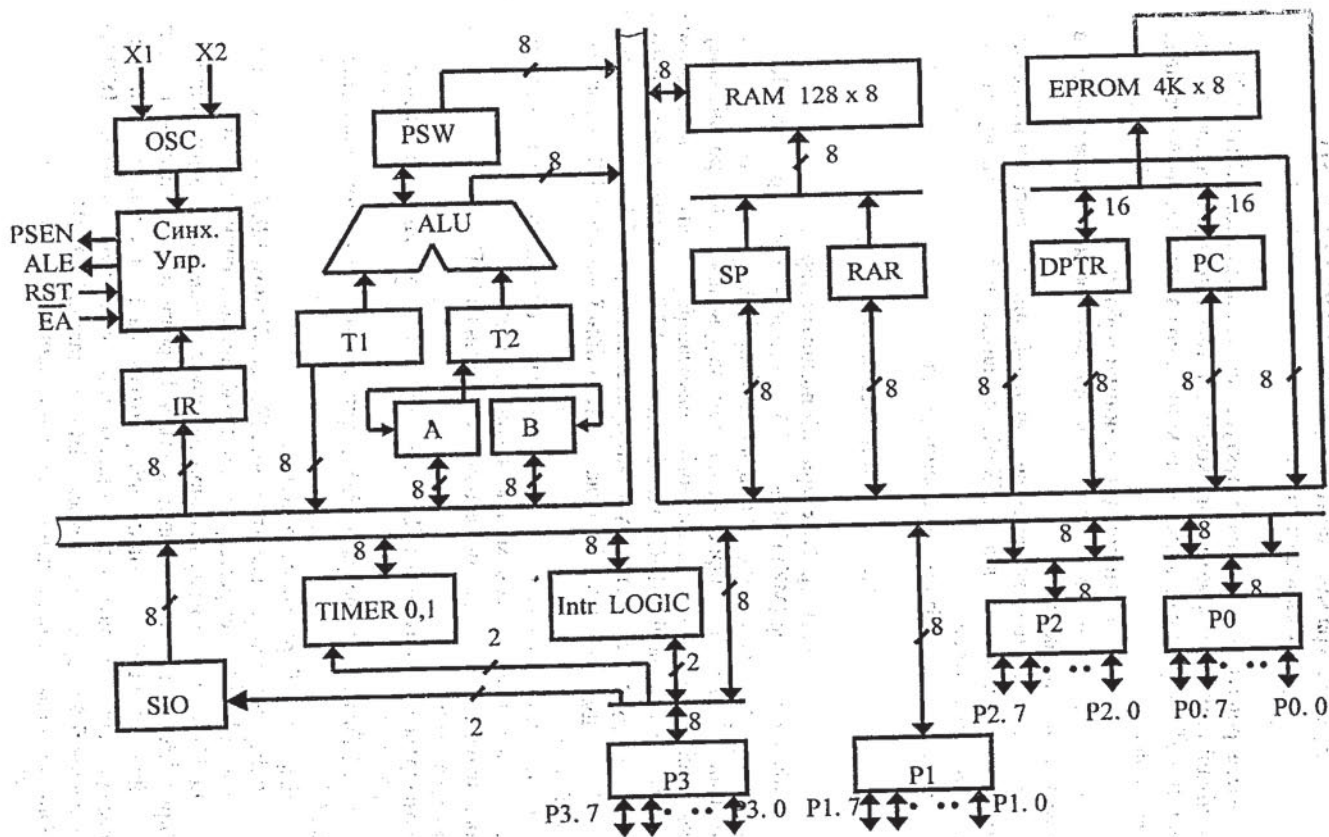 X1 X2
OSC
Синх.
Упр.
PSEN
ALE
RST
EA
IR
8
PSW
8
8
ALU
T1
T2
A
B
8
8
8
8
RAM 128 x 8
8
SP
RAR
8
8
EPROM 4K x 8
16
16
DPTR
PC
8
8
8
8
8
8
8
8
8
8
TIMER 0,1
Intr. LOGIC
8
8
2
2
2
SIO
8
P3
P3.7
P3.0
P1
P1.7
P1.0
8
P2
P2.7
P2.0
8
P0
P0.7
P0.0